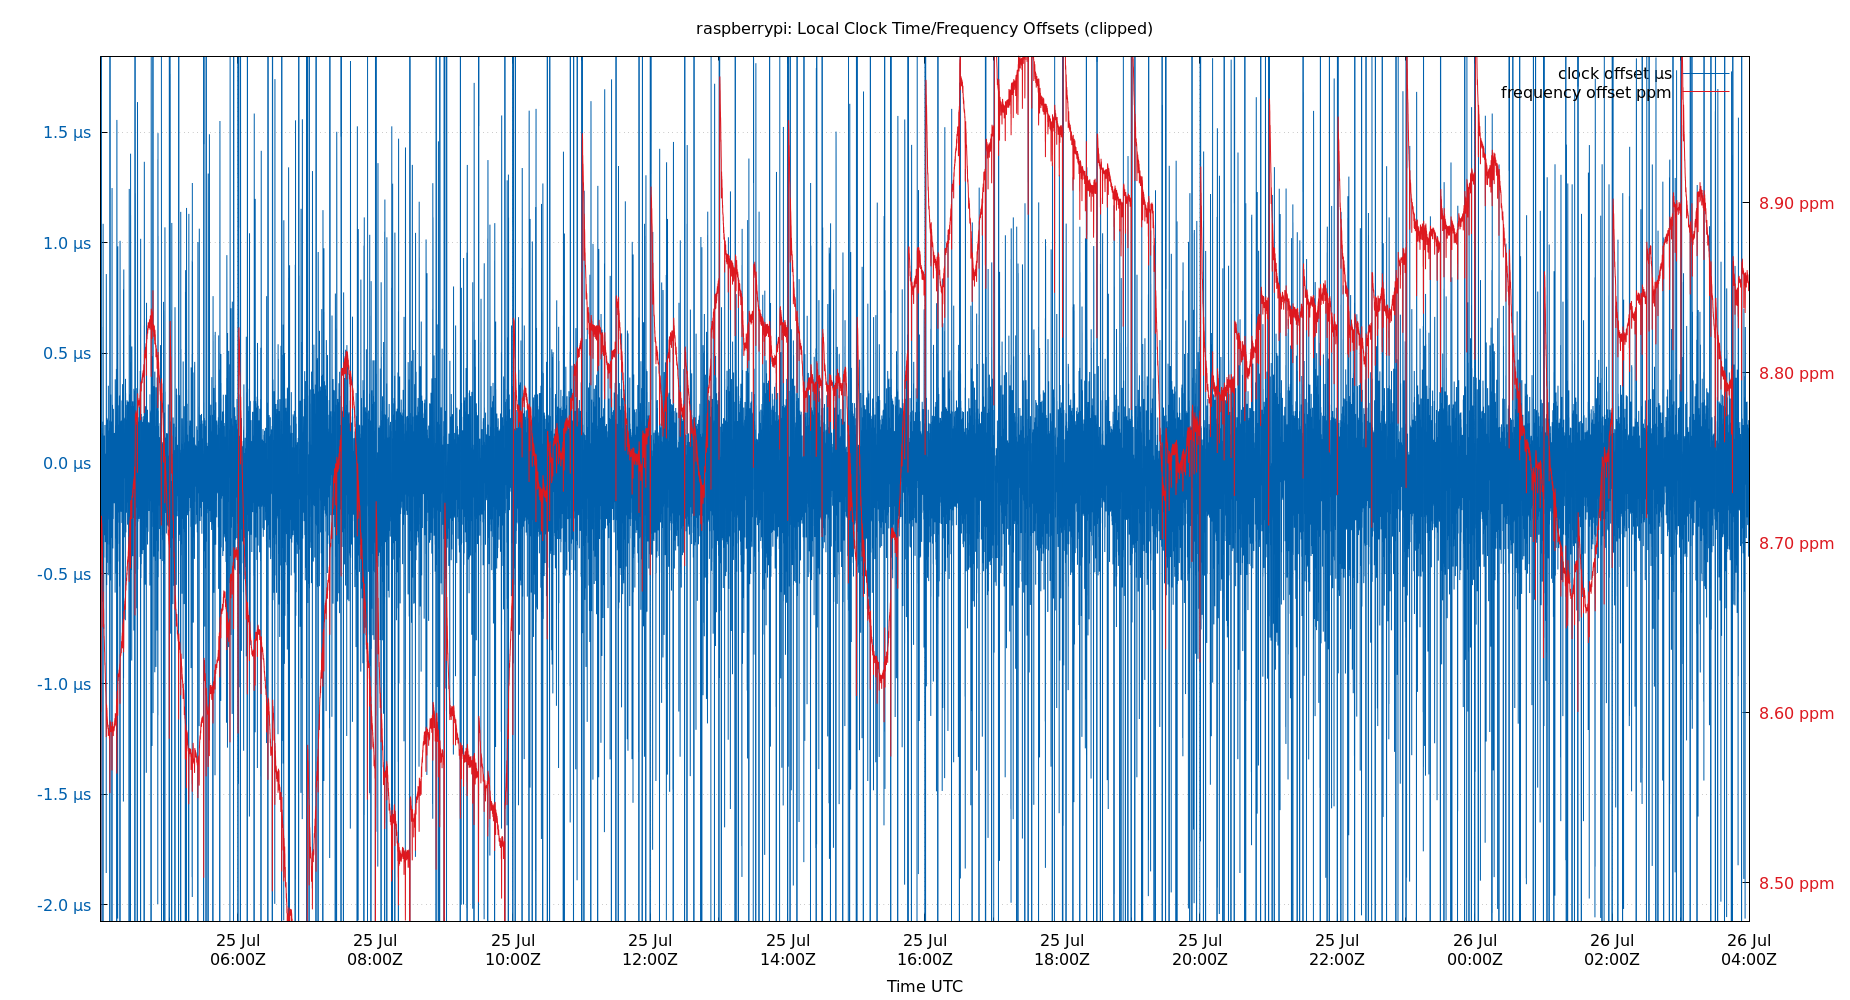 raspberrypi: Local Clock Time/Frequency Offsets (clipped)
clock offset µs
frequency offset ppm
1.5 µs
1.0 µs
0.5 µs
0.0 µs
-0.5 µs
-1.0 µs
-1.5 µs
-2.0 µs
8.90 ppm
8.80 ppm
8.70 ppm
8.60 ppm
8.50 ppm
25 Jul 25 Jul 25 Jul 25 Jul 25 Jul 25 Jul 25 Jul 25 Jul 25 Jul 26 Jul 26 Jul 26 Jul
06:00Z 08:00Z 10:00Z 12:00Z 14:00Z 16:00Z 18:00Z 20:00Z 22:00Z 00:00Z 02:00Z 04:00Z
Time UTC